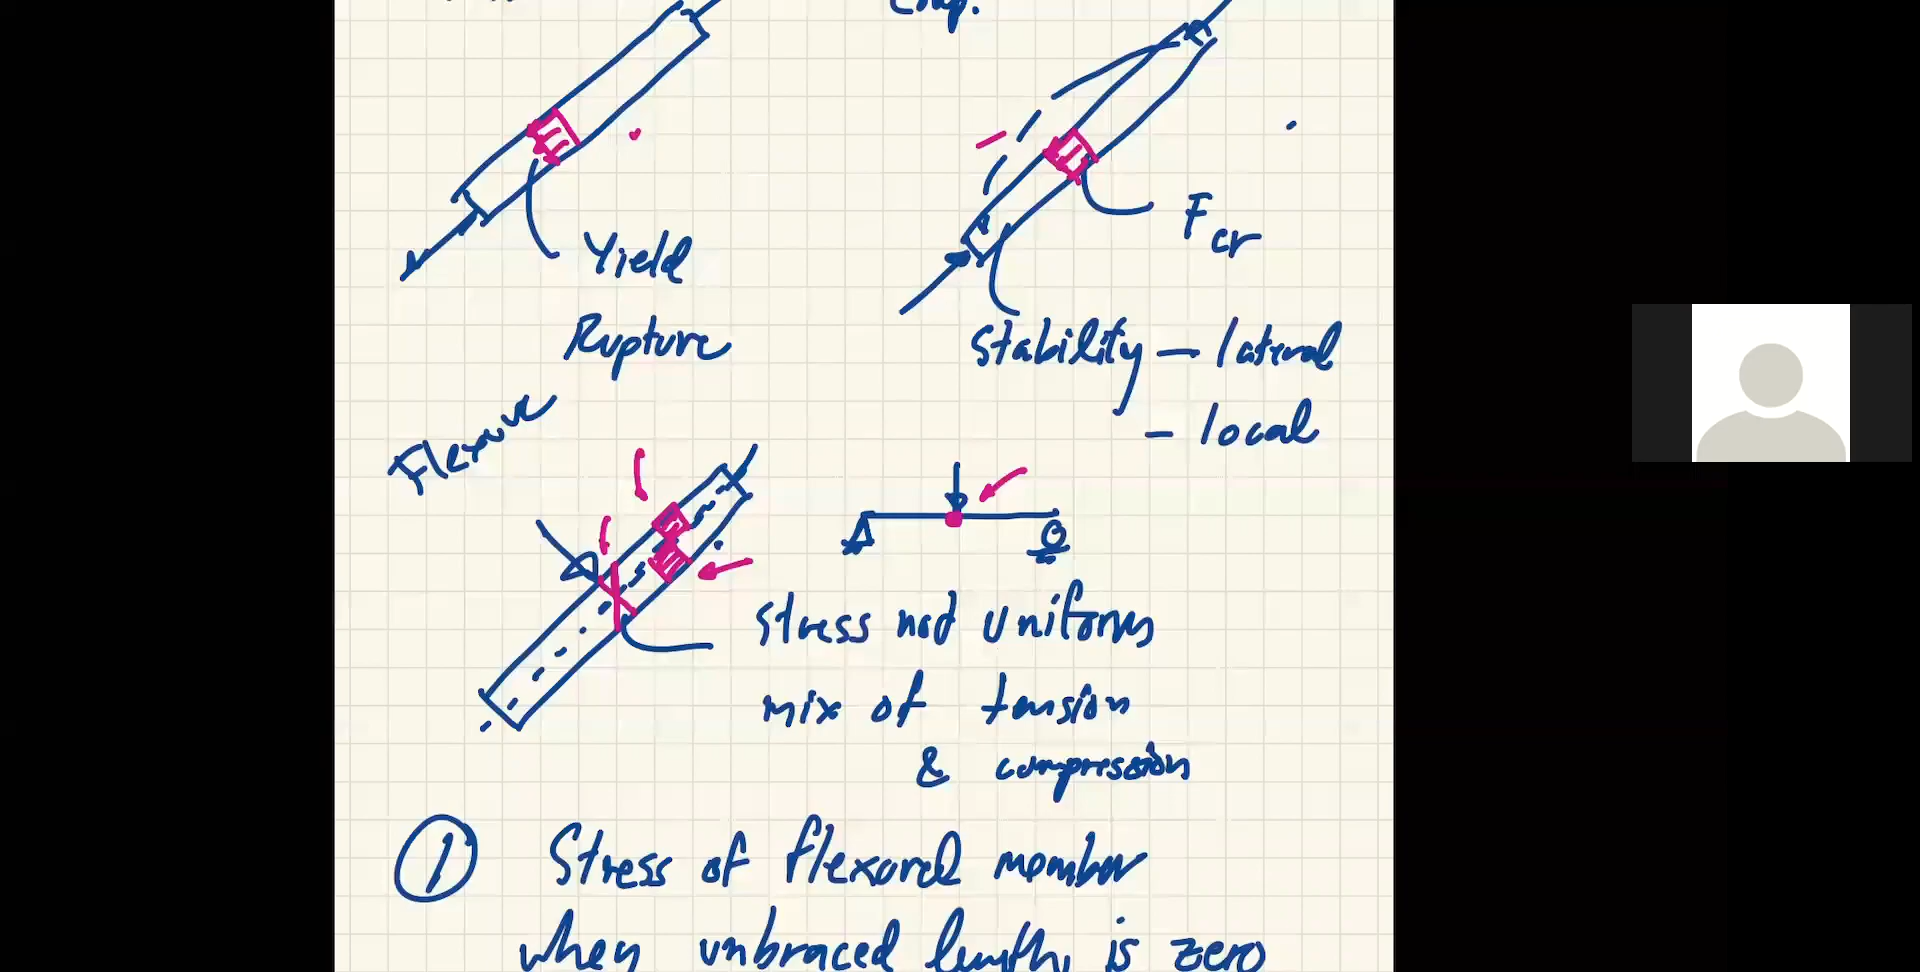 Comp.
Yield
Rupture
Fcr
Stability — lateral
— local
Flexure
Stress not uniform
mix of tension
& compression
① Stress of flexural member
when unbraced length is zero